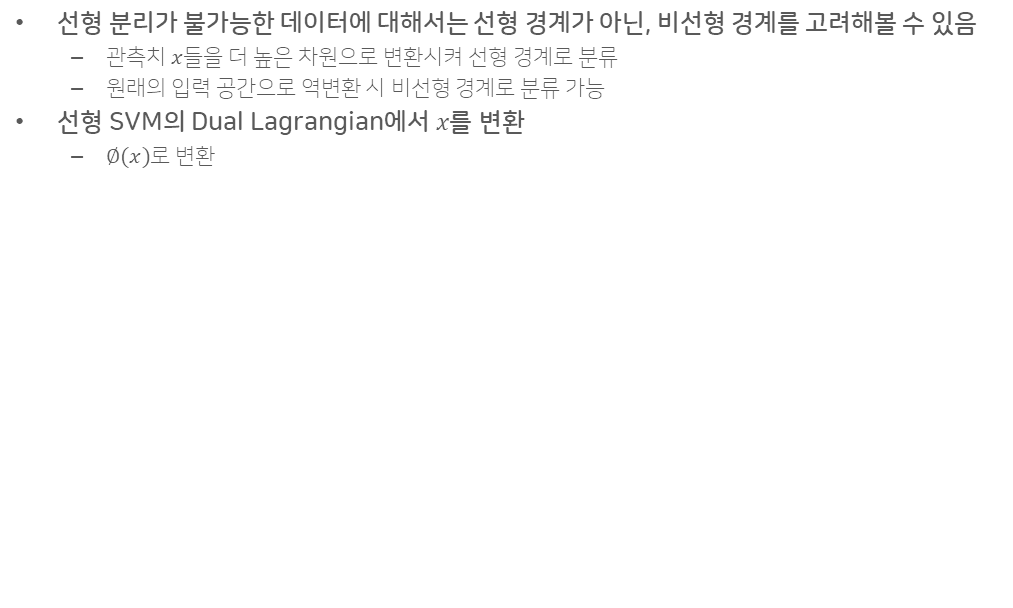 • 선형 분리가 불가능한 데이터에 대해서는 선형 경계가 아닌, 비선형 경계를 고려해볼 수 있음
– 관측치 𝑥들을 더 높은 차원으로 변환시켜 선형 경계로 분류
– 원래의 입력 공간으로 역변환 시 비선형 경계로 분류 가능
• 선형 SVM의 Dual Lagrangian에서 𝑥를 변환
– ∅(𝑥)로 변환